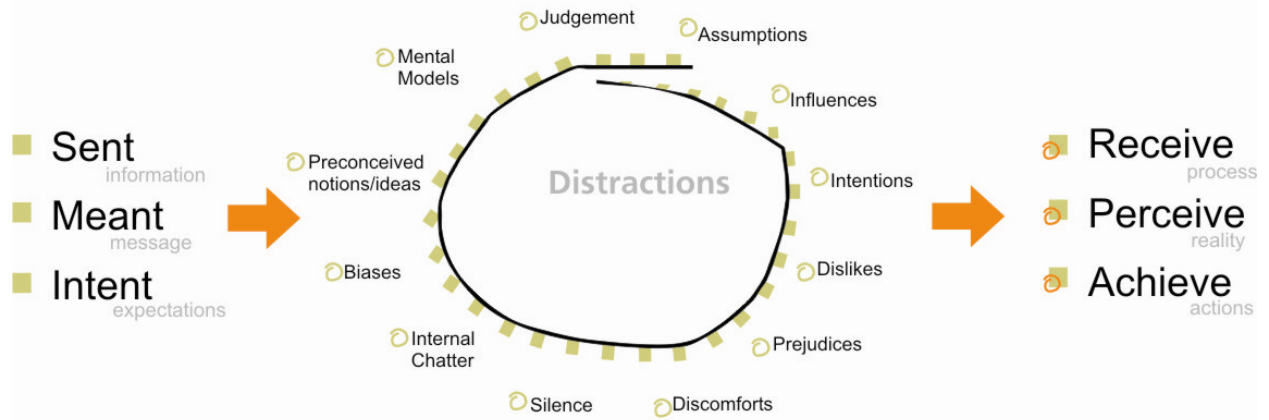 Sent
information
Meant
message
Intent
expectations
Judgement
Assumptions
Mental
Models
Influences
Preconceived
notions/ideas
Distractions
Intentions
Biases
Dislikes
Internal
Chatter
Prejudices
Silence
Discomforts
Receive
process
Perceive
reality
Achieve
actions